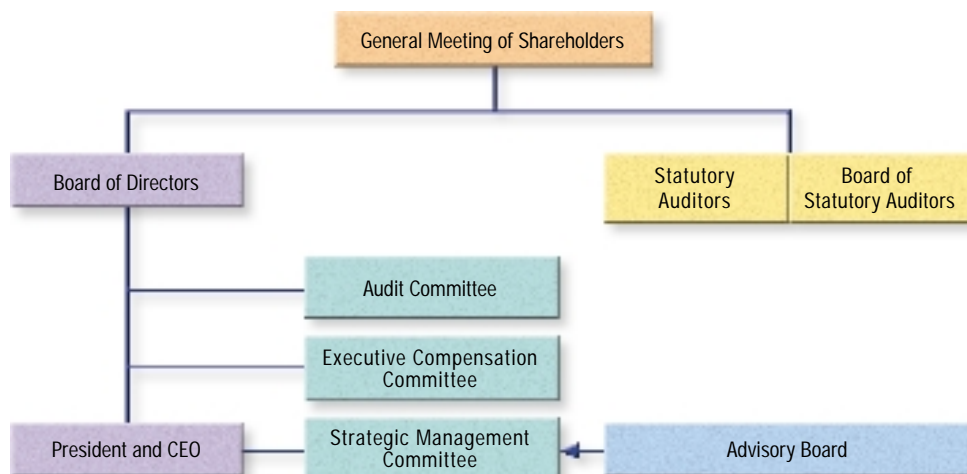 General Meeting of Shareholders
Board of Directors
Statutory
Auditors
Board of
Statutory Auditors
Audit Committee
Executive Compensation
Committee
President and CEO
Strategic Management
Committee
Advisory Board